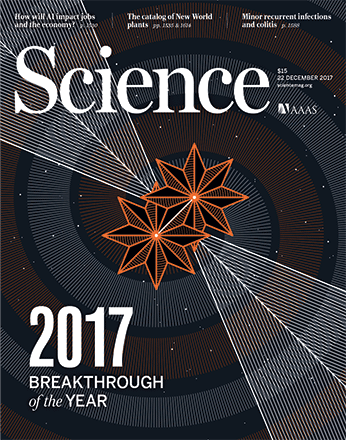 How will AI impact jobs
and the economy? p. 1530
The catalog of New World
plants pp. 1535 & 1614
Minor recurrent infections
and colitis p. 1588
Science
$15
22 DECEMBER 2017
sciencemag.org
AAAS
2017
BREAKTHROUGH
of the YEAR